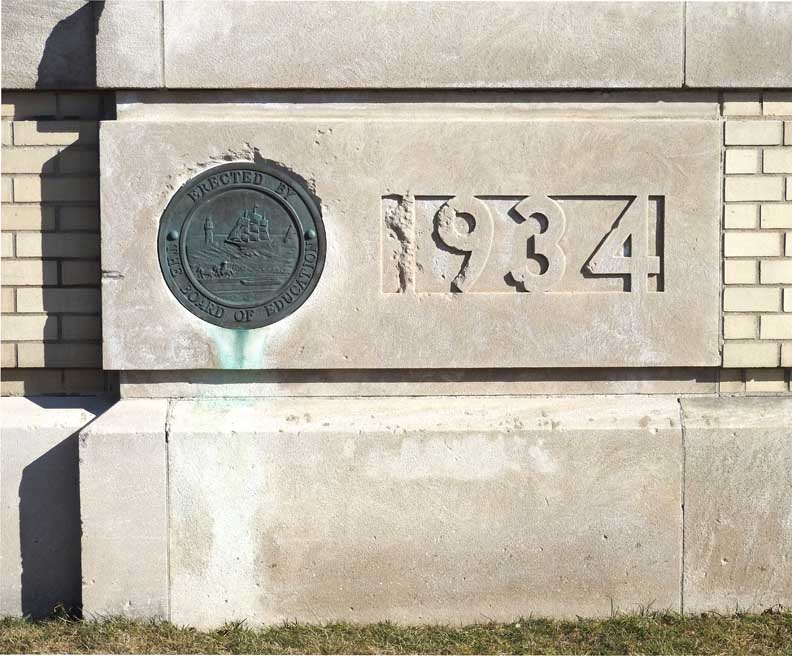 ERECTED BY
THE BOARD OF EDUCATION
1934